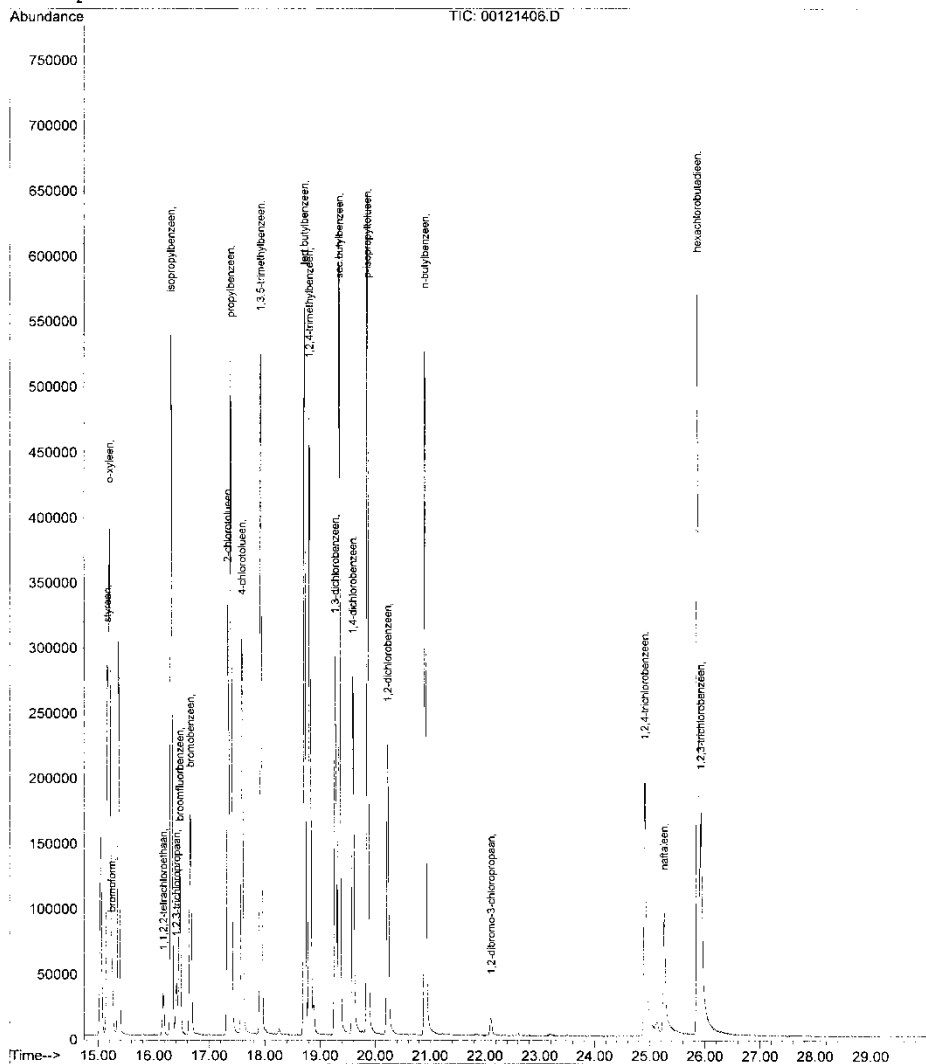 Abundance
TIC: 00121406.D
750000
700000
650000
600000
550000
500000
450000
400000
350000
300000
250000
200000
150000
100000
50000
0
o-xyleen,
styreen,
bromoform,
1,1,2,2-tetrachloroethaan,
isopropylbenzeen,
1,2,3-trichloropropaan,
broomfluorbenzeen,
bromobenzeen,
2-chlorotolueen,
propylbenzeen,
4-chlorotolueen,
1,3,5-trimethylbenzeen,
tert.butylbenzeen,
1,2,4-trimethylbenzeen,
1,3-dichlorobenzeen,
sec.butylbenzeen,
1,4-dichlorobenzeen,
p-isopropyltolueen,
1,2-dichlorobenzeen,
n-butylbenzeen,
1,2-dibromo-3-chloropropaan,
1,2,4-trichlorobenzeen,
naftaleen,
hexachlorobutadieen,
1,2,3-trichlorobenzeen,
Time--> 15.00 16.00 17.00 18.00 19.00 20.00 21.00 22.00 23.00 24.00 25.00 26.00 27.00 28.00 29.00